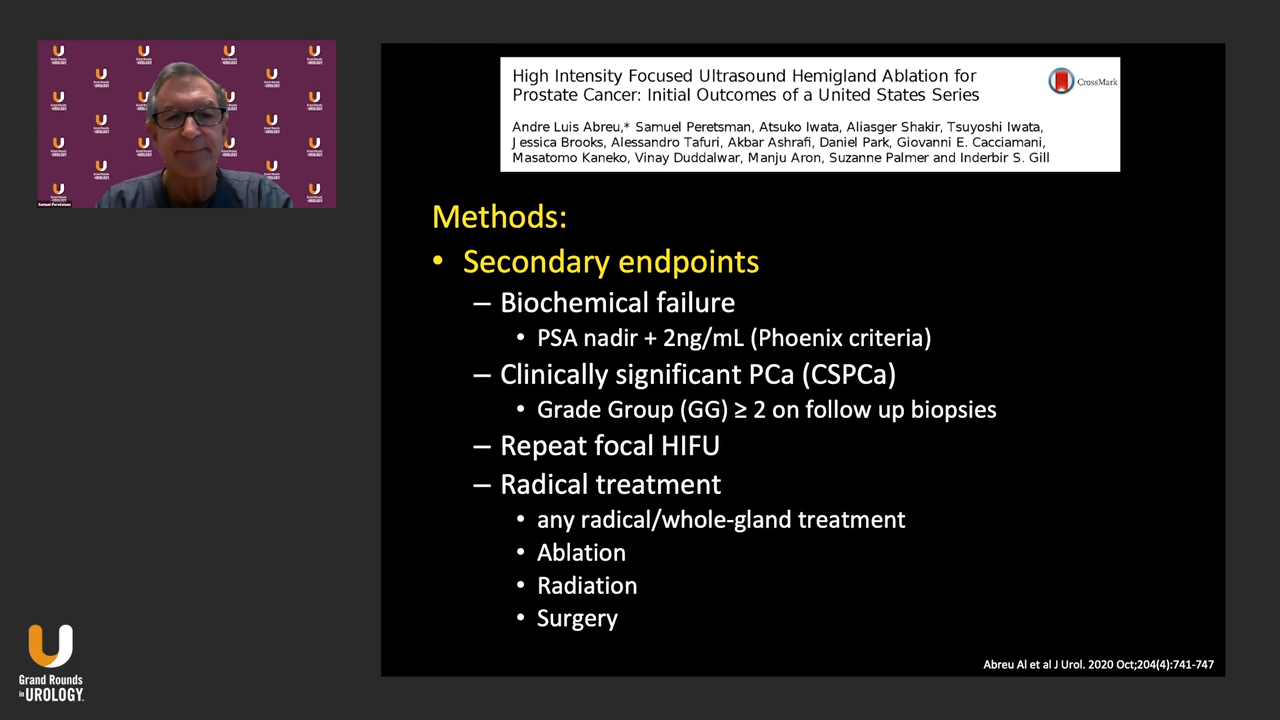 Samuel Peretsman
High Intensity Focused Ultrasound Hemigland Ablation for
Prostate Cancer: Initial Outcomes of a United States Series
CrossMark
Andre Luis Abreu,* Samuel Peretsman, Atsuko Iwata, Aliasger Shakir, Tsuyoshi Iwata,
Jessica Brooks, Alessandro Tafuri, Akbar Ashrafi, Daniel Park, Giovanni E. Cacciamani,
Masatomo Kaneko, Vinay Duddalwar, Manju Aron, Suzanne Palmer and Inderbir S. Gill
Methods:
• Secondary endpoints
– Biochemical failure
• PSA nadir + 2ng/mL (Phoenix criteria)
– Clinically significant PCa (CSPCa)
• Grade Group (GG) ≥ 2 on follow up biopsies
– Repeat focal HIFU
– Radical treatment
• any radical/whole-gland treatment
• Ablation
• Radiation
• Surgery
Abreu Al et al J Urol. 2020 Oct;204(4):741-747
Grand Rounds
in UROLOGY